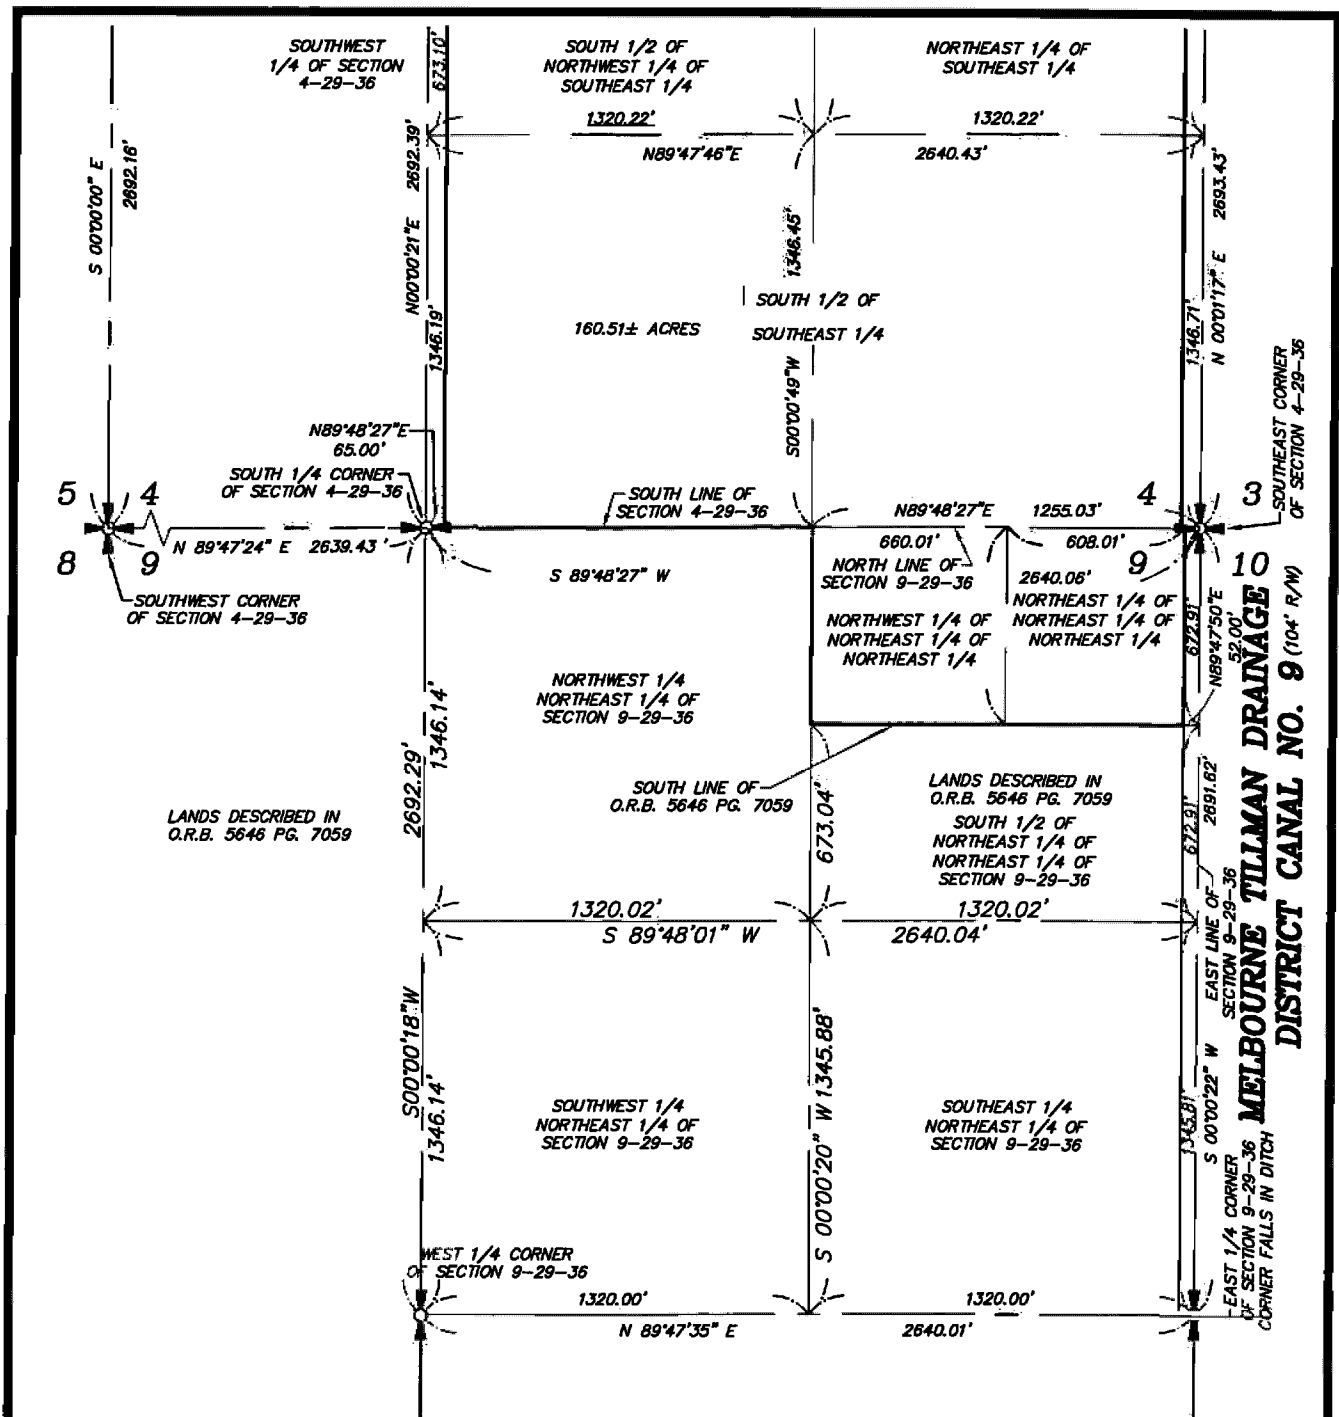 SOUTHWEST
1/4 OF SECTION
4-29-36
673.10'
SOUTH 1/2 OF
NORTHWEST 1/4 OF
SOUTHEAST 1/4
NORTHEAST 1/4 OF
SOUTHEAST 1/4
1320.22'
1320.22'
N89°47'46"E
2640.43'
S 00°00'00" E
2692.16'
N00°00'21"E 2692.39'
1346.19'
1346.45'
S00°00'49"W
N 00°01'17" E 2693.43'
1346.71'
SOUTH 1/2 OF
SOUTHEAST 1/4
160.51± ACRES
SOUTHEAST CORNER
OF SECTION 4-29-36
N89°48'27"E
65.00'
SOUTH 1/4 CORNER
OF SECTION 4-29-36
SOUTH LINE OF
SECTION 4-29-36
5 4
8 9
4 3
9 10
N 89°47'24" E 2639.43'
S 89°48'27" W
N89°48'27"E 1255.03'
660.01' 608.01'
NORTH LINE OF
SECTION 9-29-36
2640.06'
SOUTHWEST CORNER
OF SECTION 4-29-36
NORTHWEST 1/4 OF
NORTHEAST 1/4 OF
NORTHEAST 1/4
NORTHEAST 1/4 OF
NORTHEAST 1/4 OF
NORTHEAST 1/4
672.91'
N89°47'50"E
52.00'
NORTHWEST 1/4
NORTHEAST 1/4 OF
SECTION 9-29-36
2692.29'
1346.14'
SOUTH LINE OF
O.R.B. 5646 PG. 7059
673.04'
LANDS DESCRIBED IN
O.R.B. 5646 PG. 7059
LANDS DESCRIBED IN
O.R.B. 5646 PG. 7059
SOUTH 1/2 OF
NORTHEAST 1/4 OF
NORTHEAST 1/4 OF
SECTION 9-29-36
672.91'
2691.62'
EAST LINE OF
SECTION 9-29-36
MELBOURNE TILLMAN DRAINAGE
DISTRICT CANAL NO. 9 (104' R/W)
1320.02'
1320.02'
S 89°48'01" W
2640.04'
S00°00'18"W
1346.14'
S 00°00'20" W 1345.88'
S 00°00'22" W
1345.81'
SOUTHWEST 1/4
NORTHEAST 1/4 OF
SECTION 9-29-36
SOUTHEAST 1/4
NORTHEAST 1/4 OF
SECTION 9-29-36
WEST 1/4 CORNER
OF SECTION 9-29-36
EAST 1/4 CORNER
OF SECTION 9-29-36
CORNER FALLS IN DITCH
1320.00'
1320.00'
N 89°47'35" E
2640.01'